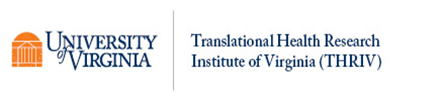 UNIVERSITY
of VIRGINIA
Translational Health Research
Institute of Virginia (THRIV)